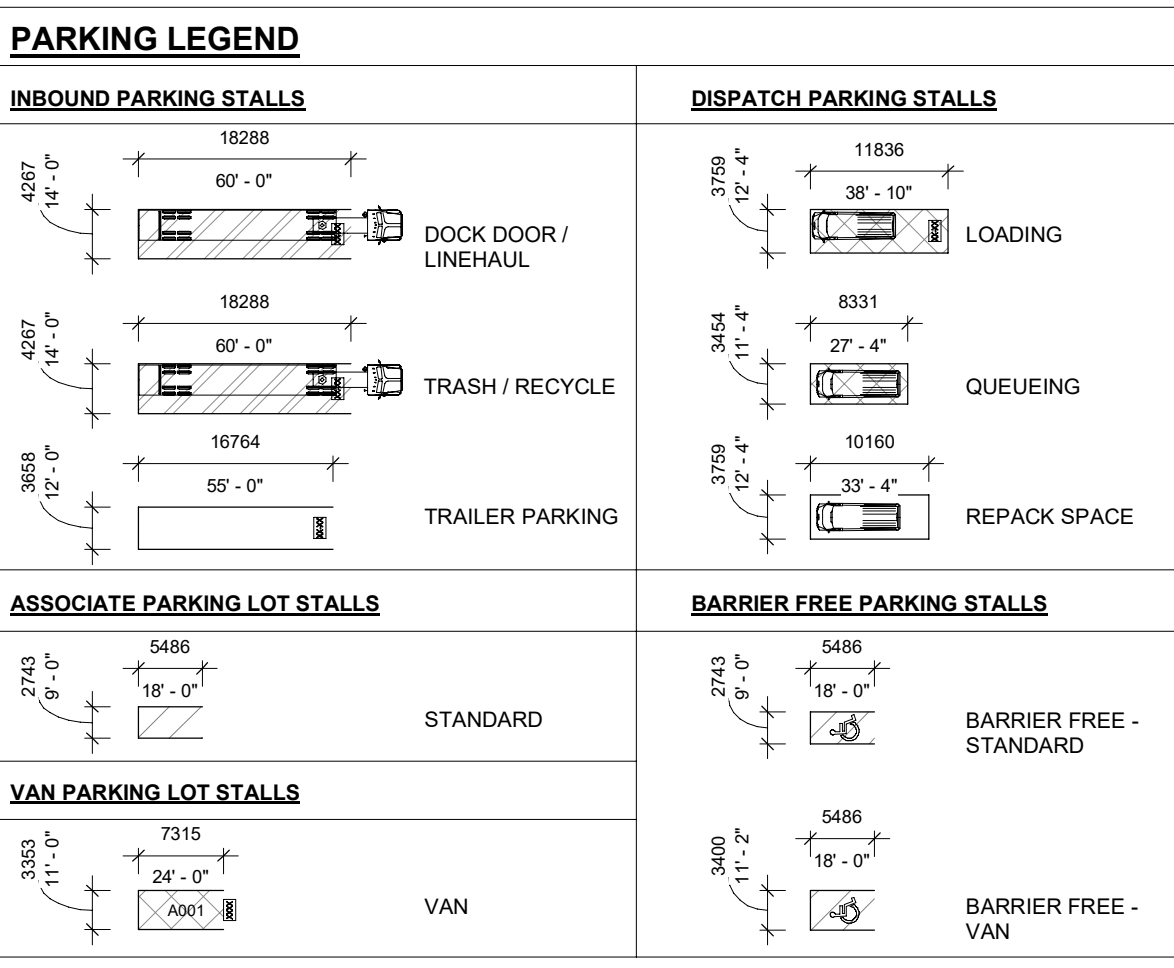 PARKING LEGEND
INBOUND PARKING STALLS
18288
60' - 0"
4267
14' - 0"
DOCK DOOR /
LINEHAUL
18288
60' - 0"
4267
14' - 0"
TRASH / RECYCLE
16764
55' - 0"
3658
12' - 0"
TRAILER PARKING
DISPATCH PARKING STALLS
11836
38' - 10"
3759
12' - 4"
LOADING
8331
27' - 4"
3454
11' - 4"
QUEUEING
10160
33' - 4"
3759
12' - 4"
REPACK SPACE
ASSOCIATE PARKING LOT STALLS
5486
18' - 0"
2743
9' - 0"
STANDARD
VAN PARKING LOT STALLS
7315
24' - 0"
3353
11' - 0"
A001
VAN
BARRIER FREE PARKING STALLS
5486
18' - 0"
2743
9' - 0"
BARRIER FREE -
STANDARD
5486
18' - 0"
3400
11' - 2"
BARRIER FREE -
VAN